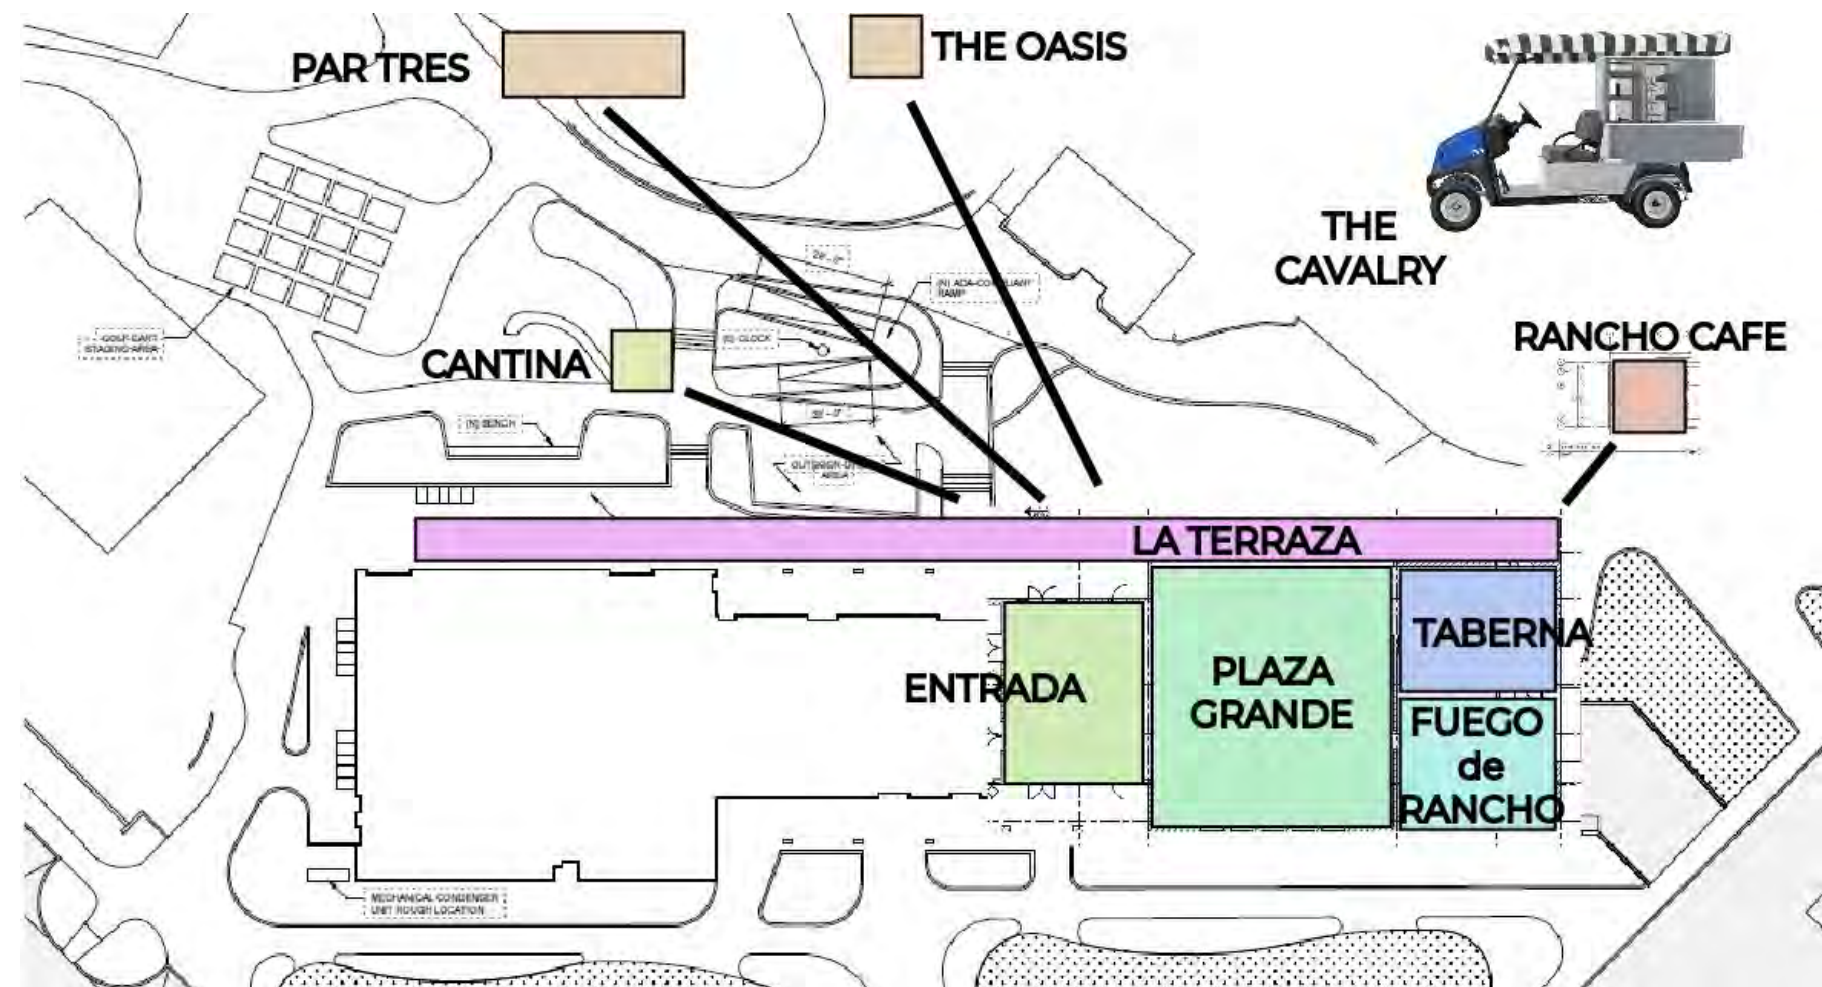 PAR TRES
THE OASIS
THE
CAVALRY
RANCHO CAFE
CANTINA
(N) ADA-COMPLIANT
RAMP
(E) CLOCK
GOLF CART
STAGING AREA
(N) BENCH
AREA
LA TERRAZA
ENTRADA
PLAZA
GRANDE
TABERNA
FUEGO
de
RANCHO
MECHANICAL CONDENSER
UNIT ROUGH LOCATION